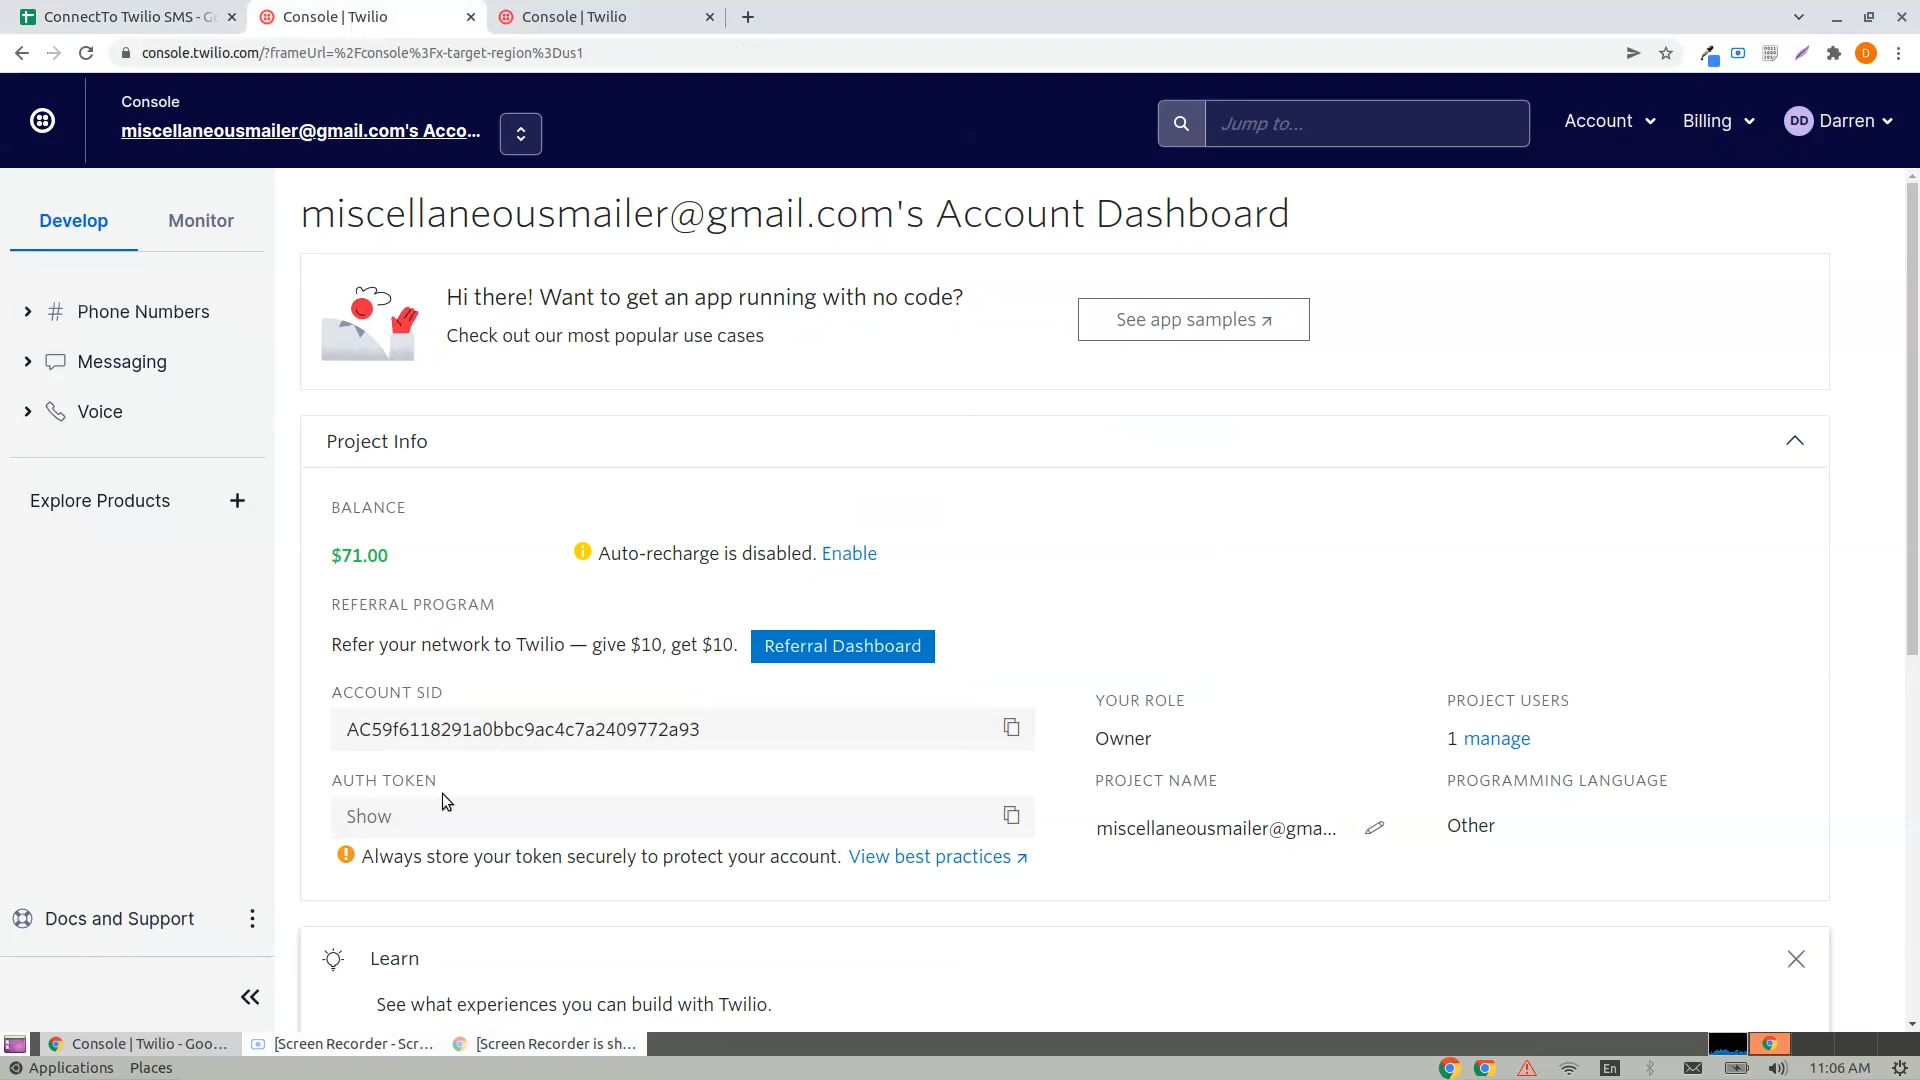 ConnectTo Twilio SMS - G
Console | Twilio
Console | Twilio
console.twilio.com/?frameUrl=%2Fconsole%3Fx-target-region%3Dus1
D
Console
miscellaneousmailer@gmail.com's Acco...
Jump to...
Account
Billing
DD
Darren
Develop
Monitor
miscellaneousmailer@gmail.com's Account Dashboard
Phone Numbers
Messaging
Voice
Explore Products
Hi there! Want to get an app running with no code?
Check out our most popular use cases
See app samples
Project Info
BALANCE
$71.00
Auto-recharge is disabled. Enable
REFERRAL PROGRAM
Refer your network to Twilio — give $10, get $10.
Referral Dashboard
ACCOUNT SID
AC59f6118291a0bbc9ac4c7a2409772a93
YOUR ROLE
Owner
PROJECT USERS
1 manage
AUTH TOKEN
Show
Always store your token securely to protect your account. View best practices
PROJECT NAME
miscellaneousmailer@gma...
PROGRAMMING LANGUAGE
Other
Docs and Support
Learn
See what experiences you can build with Twilio.
Console | Twilio - Goo...
[Screen Recorder - Scr...
[Screen Recorder is sh...
Applications
Places
En
11:06 AM